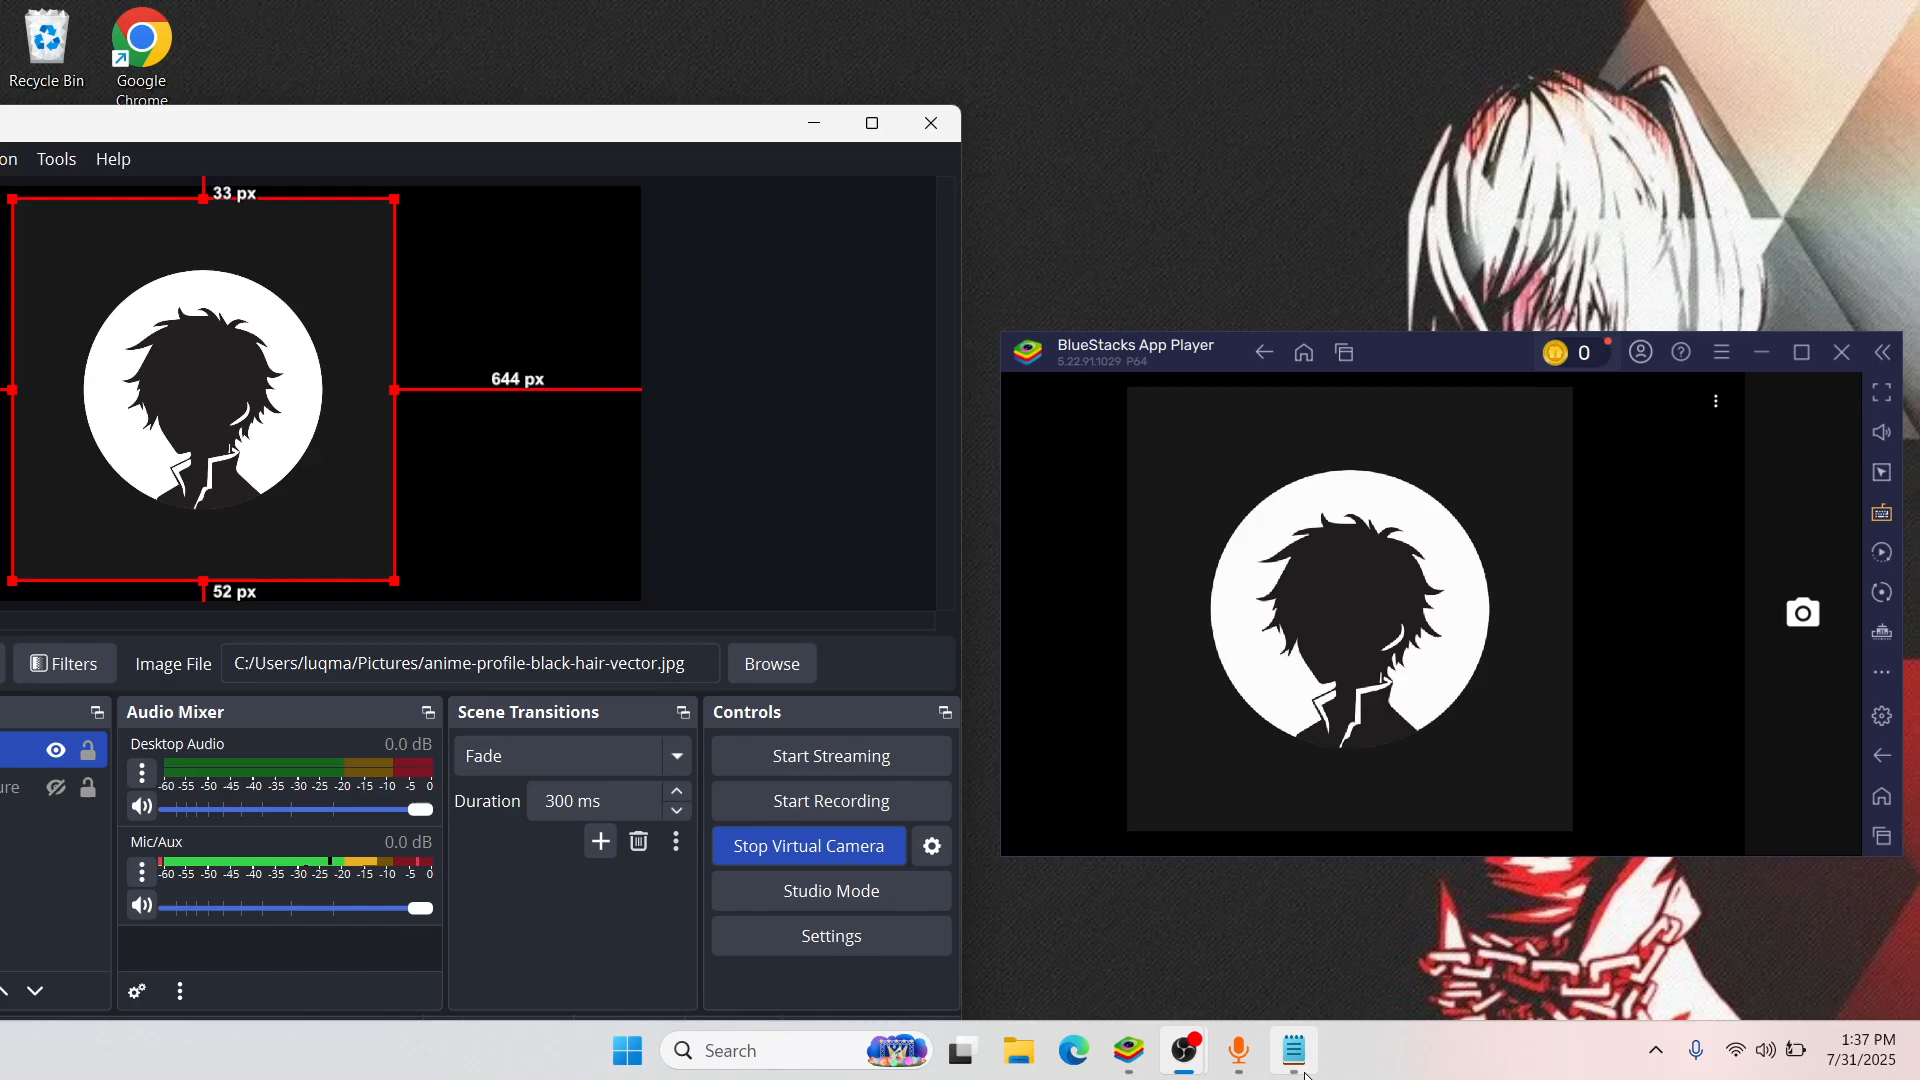 Recycle Bin
Google
Chrome
on
Tools
Help
33 px
644 px
52 px
Filters
Image File
C:/Users/luqma/Pictures/anime-profile-black-hair-vector.jpg
Browse
ure
Audio Mixer
Desktop Audio
0.0 dB
-60 -55 -50 -45 -40 -35 -30 -25 -20 -15 -10 -5 0
Mic/Aux
0.0 dB
-60 -55 -50 -45 -40 -35 -30 -25 -20 -15 -10 -5 0
Scene Transitions
Fade
Duration
300 ms
Controls
Start Streaming
Start Recording
Stop Virtual Camera
Studio Mode
Settings
BlueStacks App Player
5.22.91.1029 P64
0
Search
1:37 PM
7/31/2025